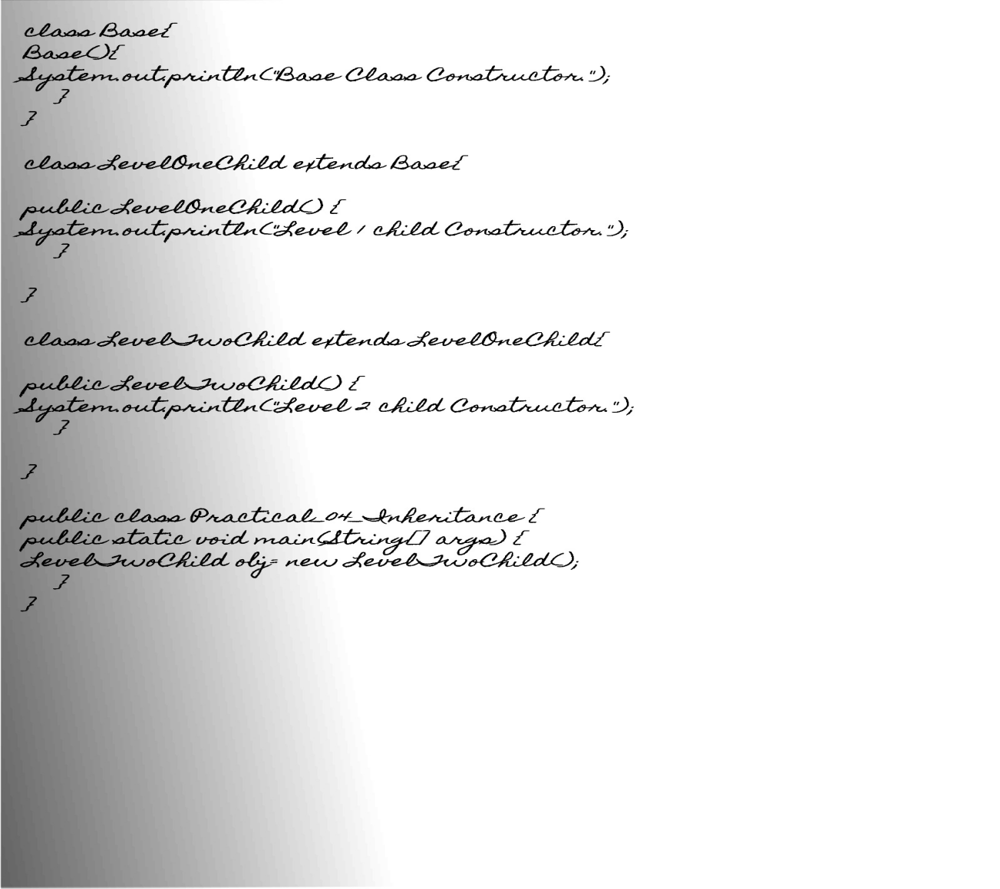 class Base{
Base(){
System.out.println("Base Class Constructor.");
}
}
class LevelOneChild extends Base{
public LevelOneChild() {
System.out.println("Level 1 child Constructor.");
}
}
class LevelTwoChild extends LevelOneChild{
public LevelTwoChild() {
System.out.println("Level 2 child Constructor.");
}
}
public class Practical_04_Inheritance {
public static void main(String[] args) {
LevelTwoChild obj= new LevelTwoChild();
}
}